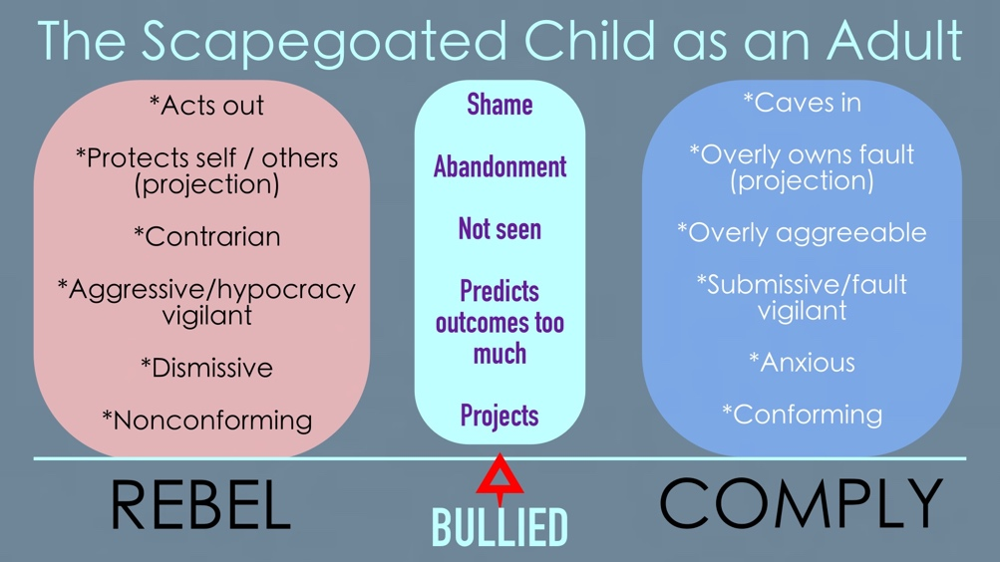 The Scapegoated Child as an Adult
*Acts out
*Protects self / others
(projection)
*Contrarian
*Aggressive/hypocracy
vigilant
*Dismissive
*Nonconforming
REBEL
Shame
Abandonment
Not seen
Predicts
outcomes too
much
Projects
BULLIED
*Caves in
*Overly owns fault
(projection)
*Overly aggreeable
*Submissive/fault
vigilant
*Anxious
*Conforming
COMPLY